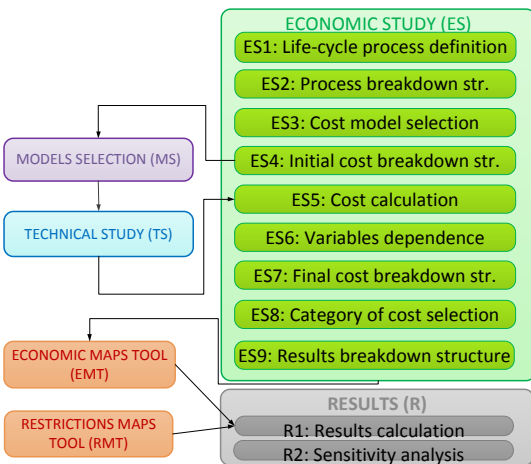 ECONOMIC STUDY (ES)
ES1: Life-cycle process definition
ES2: Process breakdown str.
ES3: Cost model selection
ES4: Initial cost breakdown str.
ES5: Cost calculation
ES6: Variables dependence
ES7: Final cost breakdown str.
ES8: Category of cost selection
ES9: Results breakdown structure
MODELS SELECTION (MS)
TECHNICAL STUDY (TS)
ECONOMIC MAPS TOOL
(EMT)
RESTRICTIONS MAPS
TOOL (RMT)
RESULTS (R)
R1: Results calculation
R2: Sensitivity analysis